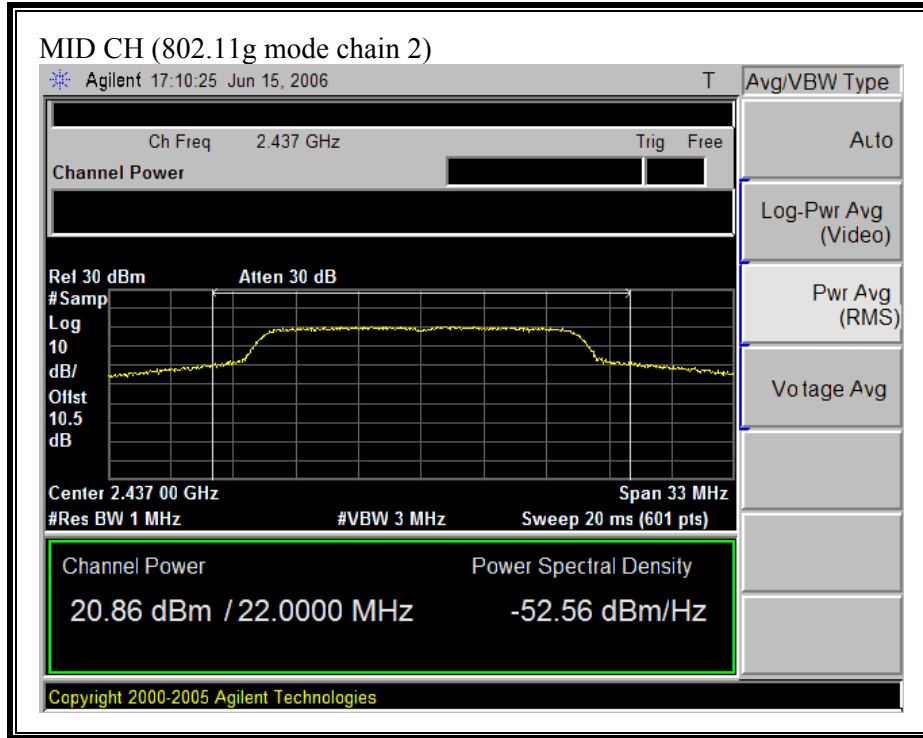 MID CH (802.11g mode chain 2)
Agilent 17:10:25 Jun 15, 2006 T
Avg/VBW Type
Ch Freq 2.437 GHz Trig Free
Channel Power
Auto
Log-Pwr Avg
(Video)
Pwr Avg
(RMS)
Voltage Avg
Ref 30 dBm Atten 30 dB
#Samp
Log
10
dB/
Offst
10.5
dB
Center 2.437 00 GHz Span 33 MHz
#Res BW 1 MHz #VBW 3 MHz Sweep 20 ms (601 pts)
Channel Power Power Spectral Density
20.86 dBm / 22.0000 MHz -52.56 dBm/Hz
Copyright 2000-2005 Agilent Technologies